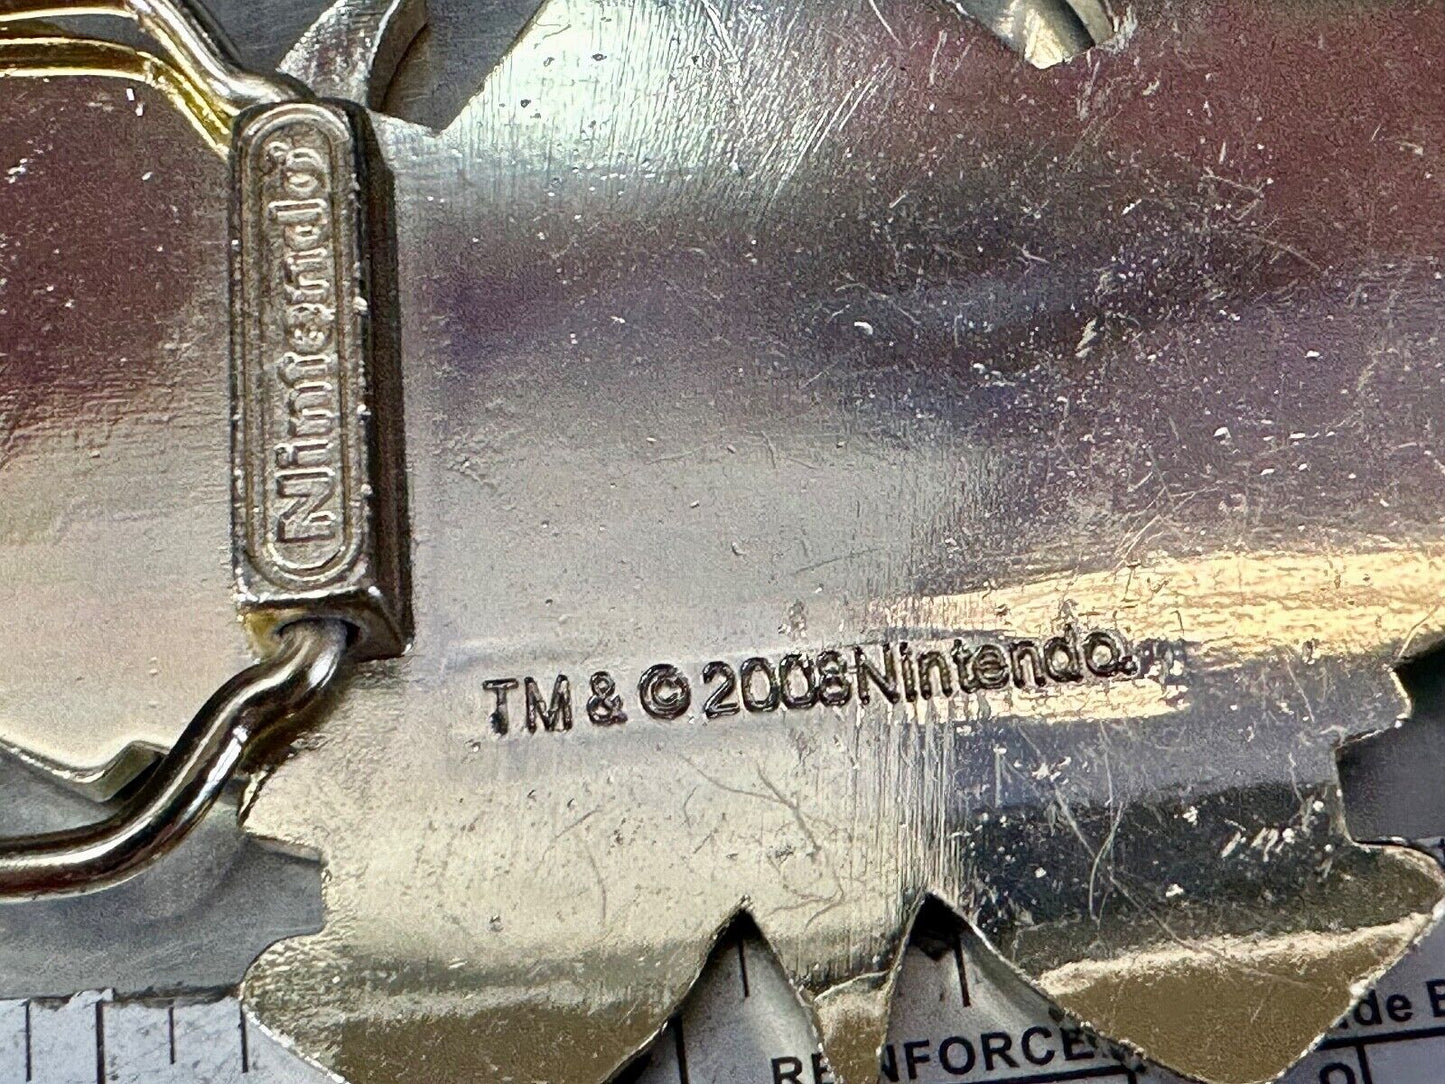 Nintendo®
TM & © 2008 Nintendo.
REINFORCE